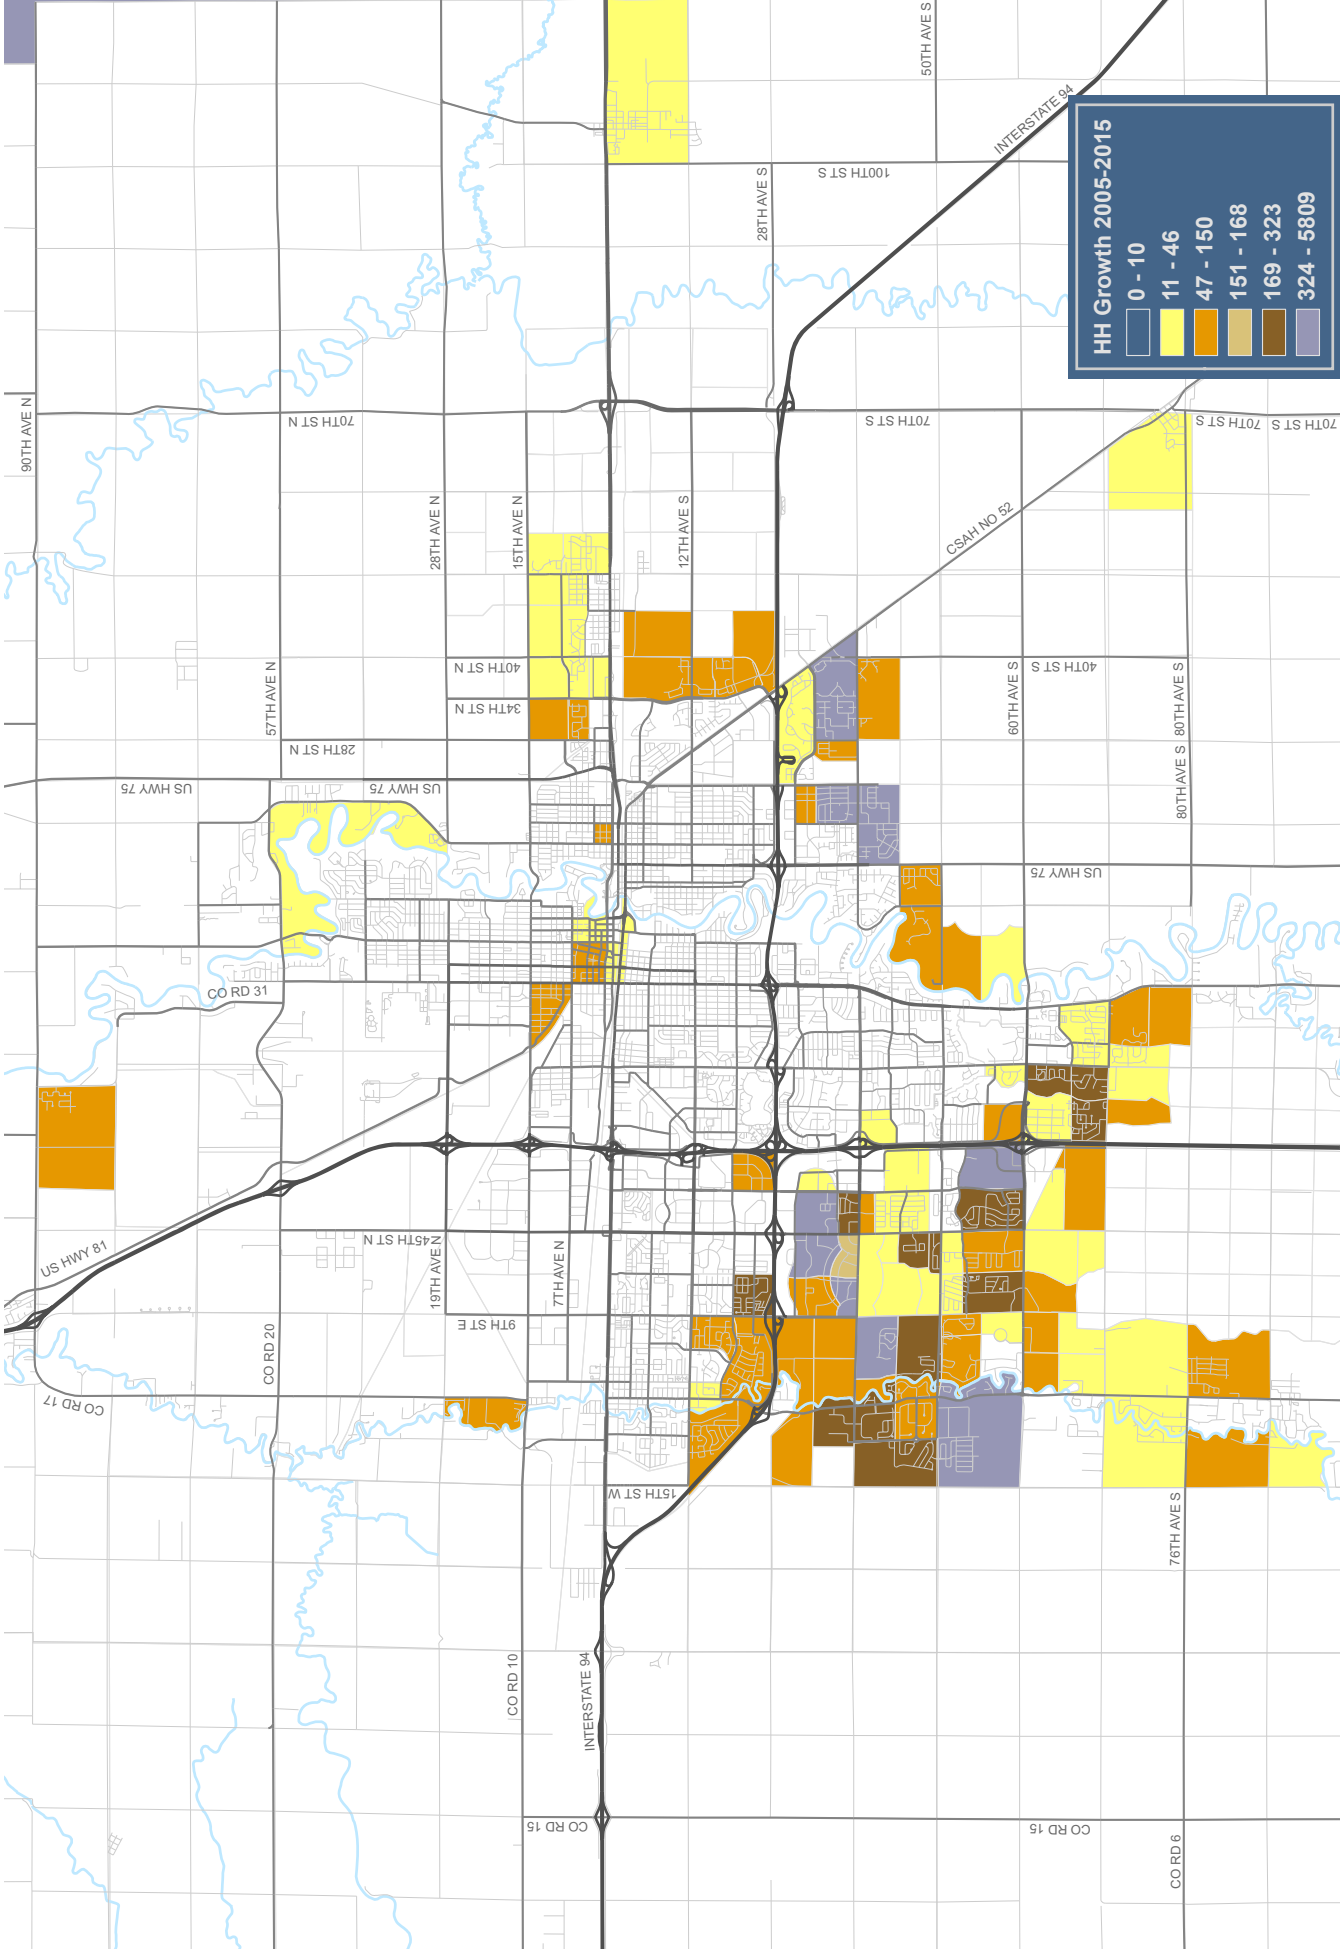 90TH AVE N
70TH ST N
57TH AVE N
28TH AVE N
15TH AVE N
40TH ST N
34TH ST N
28TH ST N
US HWY 75
US HWY 75
12TH AVE S
28TH AVE S
100TH ST S
50TH AVE S
INTERSTATE 94
70TH ST S
70TH ST S
70TH ST S
CSAH NO 52
60TH AVE S
40TH ST S
80TH AVE S
80TH AVE S
US HWY 75
CO RD 31
US HWY 81
CO RD 20
CO RD 17
45TH ST N
19TH AVE N
7TH AVE N
9TH ST E
15TH ST W
CO RD 10
INTERSTATE 94
CO RD 15
CO RD 15
76TH AVE S
CO RD 6
HH Growth 2005-2015
0 - 10
11 - 46
47 - 150
151 - 168
169 - 323
324 - 5809